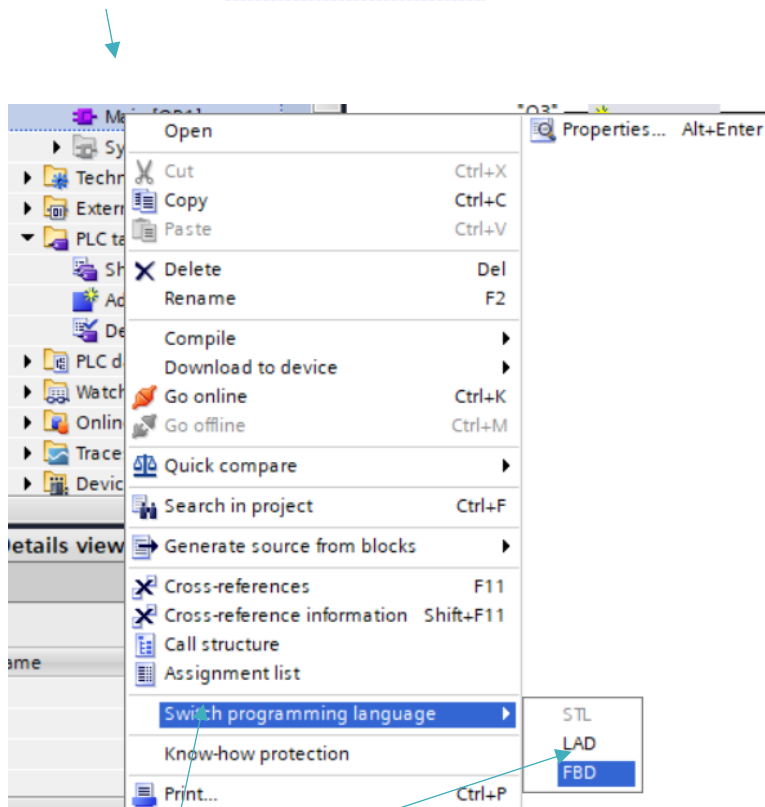 Main [OB1]
"Q3"
Open
Properties... Alt+Enter
Sy
Cut Ctrl+X
Techn
Copy Ctrl+C
Extern
Paste Ctrl+V
PLC ta
Sh
Delete Del
Ad
Rename F2
De
Compile
PLC d
Download to device
Watch
Go online Ctrl+K
Onlin
Go offline Ctrl+M
Trace
Quick compare
Devic
Search in project Ctrl+F
etails view
Generate source from blocks
Cross-references F11
Cross-reference information Shift+F11
Call structure
ame
Assignment list
Switch programming language
STL
LAD
Know-how protection
FBD
Print... Ctrl+P